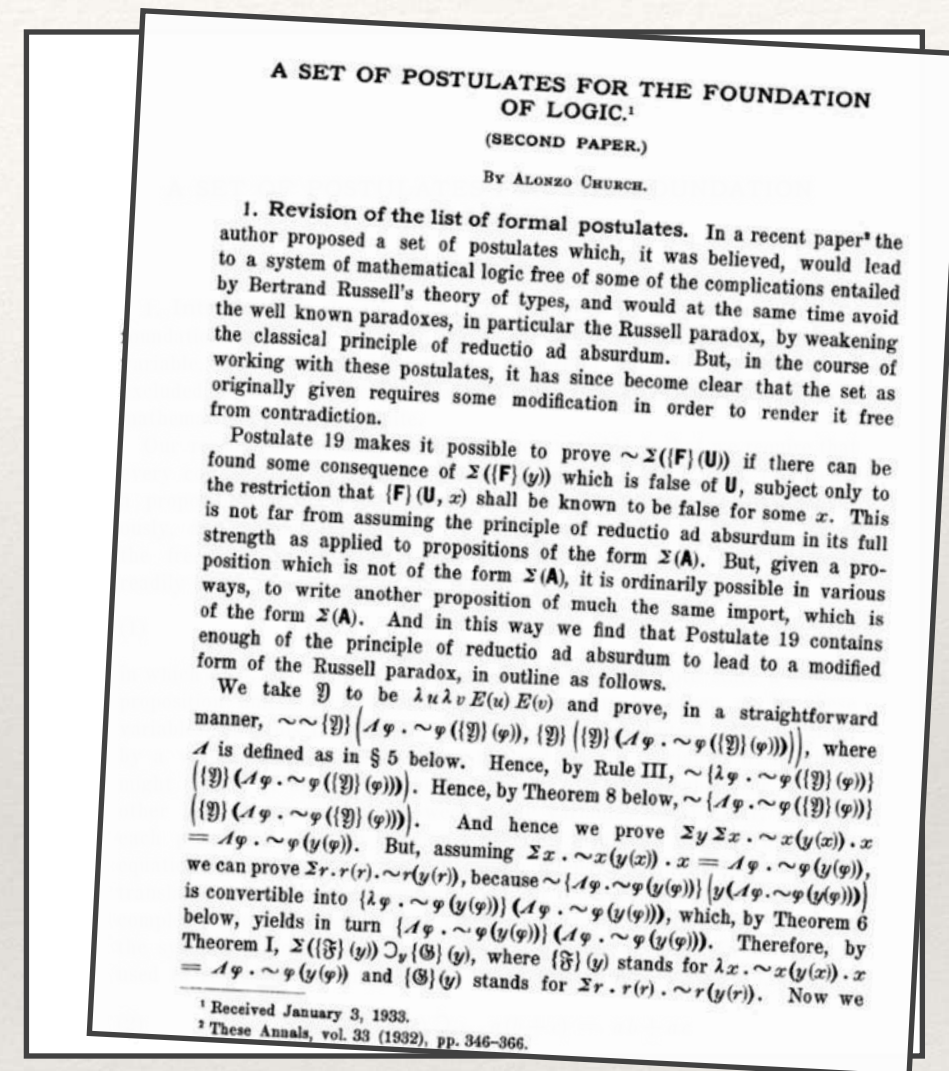 A SET OF POSTULATES FOR THE FOUNDATION
OF LOGIC.¹
(SECOND PAPER.)
By Alonzo Church.
1. Revision of the list of formal postulates. In a recent paper² the
author proposed a set of postulates which, it was believed, would lead
to a system of mathematical logic free of some of the complications entailed
by Bertrand Russell's theory of types, and would at the same time avoid
the well known paradoxes, in particular the Russell paradox, by weakening
the classical principle of reductio ad absurdum. But, in the course of
working with these postulates, it has since become clear that the set as
originally given requires some modification in order to render it free
from contradiction.
Postulate 19 makes it possible to prove ∼Σ({F}(U)) if there can be
found some consequence of Σ({F}(y)) which is false of U, subject only to
the restriction that {F}(U, x) shall be known to be false for some x. This
is not far from assuming the principle of reductio ad absurdum in its full
strength as applied to propositions of the form Σ(A). But, given a pro-
position which is not of the form Σ(A), it is ordinarily possible in various
ways, to write another proposition of much the same import, which is
of the form Σ(A). And in this way we find that Postulate 19 contains
enough of the principle of reductio ad absurdum to lead to a modified
form of the Russell paradox, in outline as follows.
We take 𝔜 to be λuλvE(u)E(v) and prove, in a straightforward
manner, ∼∼{𝔜}(Λφ.∼φ({𝔜}(φ)), {𝔜}({𝔜}(Λφ.∼φ({𝔜}(φ))))), where
Λ is defined as in § 5 below. Hence, by Rule III, ∼{λφ.∼φ({𝔜}(φ))}
({𝔜}(Λφ.∼φ({𝔜}(φ)))). Hence, by Theorem 8 below, ∼{Λφ.∼φ({𝔜}(φ))}
({𝔜}(Λφ.∼φ({𝔜}(φ)))). And hence we prove ΣyΣx.∼x(y(x)).x
= Λφ.∼φ(y(φ)). But, assuming Σx.∼x(y(x)).x = Λφ.∼φ(y(φ)),
we can prove Σr.r(r).∼r(y(r)), because ∼{Λφ.∼φ(y(φ))}(y(Λφ.∼φ(y(φ))))
is convertible into {λφ.∼φ(y(φ))}(Λφ.∼φ(y(φ))), which, by Theorem 6
below, yields in turn {Λφ.∼φ(y(φ))}(Λφ.∼φ(y(φ))). Therefore, by
Theorem I, Σ({𝔉}(y)) ⊃y {𝔊}(y), where {𝔉}(y) stands for λx.∼x(y(x)).x
= Λφ.∼φ(y(φ)) and {𝔊}(y) stands for Σr.r(r).∼r(y(r)). Now we
¹ Received January 3, 1933.
² These Annals, vol. 33 (1932), pp. 346–366.